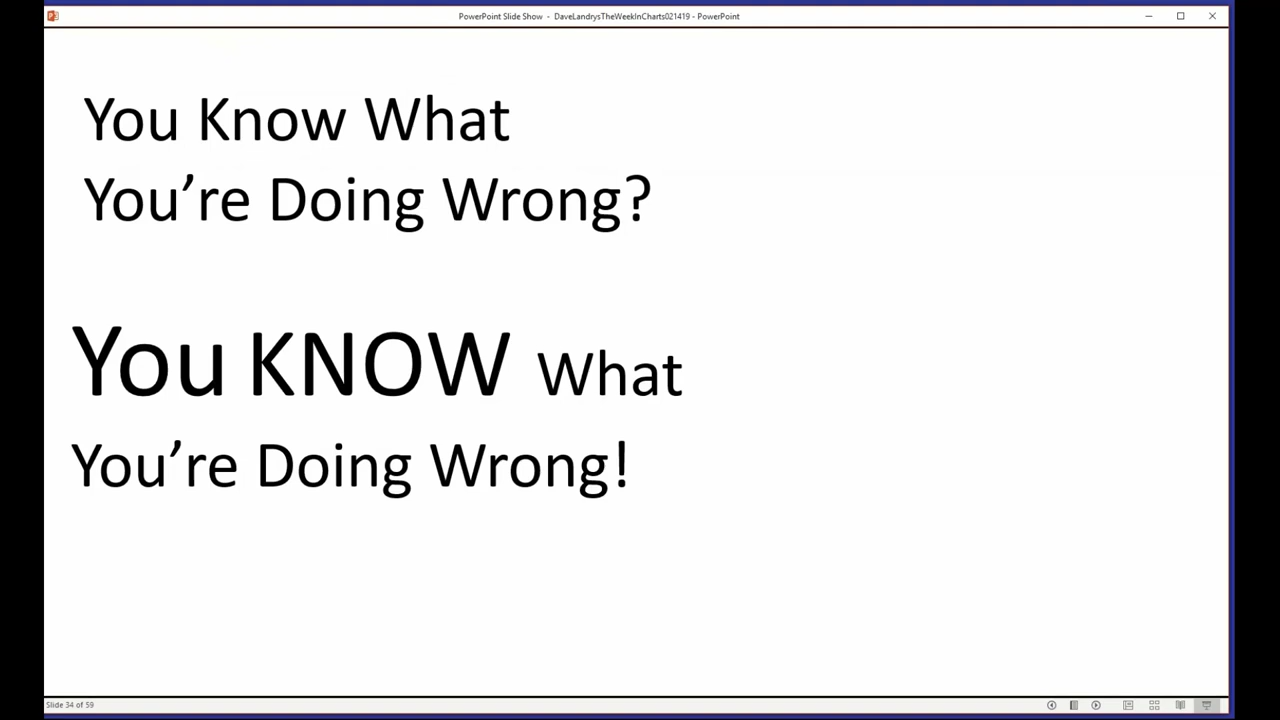 PowerPoint Slide Show - DaveLandrysTheWeekInCharts021419 - PowerPoint
You Know What
You’re Doing Wrong?
You KNOW What
You’re Doing Wrong!
Slide 34 of 59